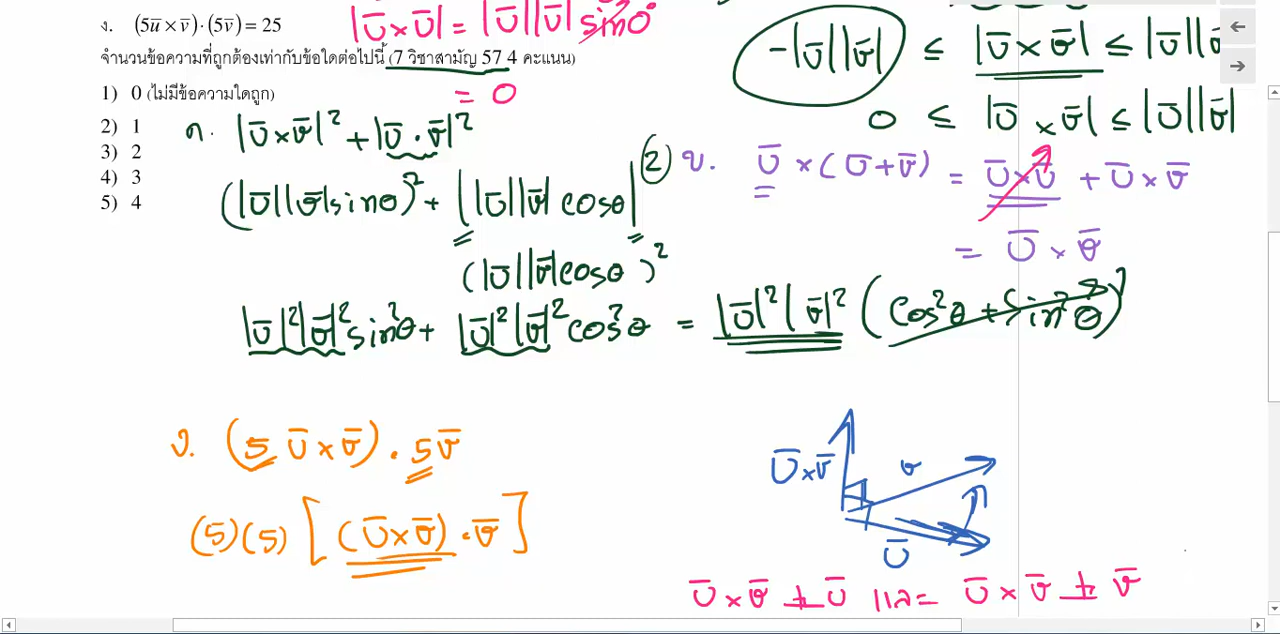 ง. (5u̅ × v̅)·(5v̅) = 25
จำนวนข้อความที่ถูกต้องเท่ากับข้อใดต่อไปนี้ (7 วิชาสามัญ 57 4 คะแนน)
1) 0 (ไม่มีข้อความใดถูก)
2) 1
3) 2
4) 3
5) 4
|u̅×u̅| = |u̅||u̅| sin0°
= 0
-|u̅||v̅| ≤ |u̅×v̅| ≤ |u̅||v̅|
0 ≤ |u̅×v̅| ≤ |u̅||v̅|
ก. |u̅×v̅|² + |u̅·v̅|²
(|u̅||v̅|sinθ)² + ||u̅||v̅|cosθ|²
(|u̅||v̅|cosθ)²
|u̅|²|v̅|²sin²θ + |u̅|²|v̅|²cos²θ = |u̅|²|v̅|²(cos²θ + sin²θ)
ข. u̅×(u̅+v̅) = u̅×u̅ + u̅×v̅
= u̅×v̅
ง. (5u̅×v̅)·5v̅
(5)(5)[(u̅×v̅)·v̅]
u̅×v̅
v
u̅
u̅×v̅ ⊥ u̅ และ u̅×v̅ ⊥ v̅